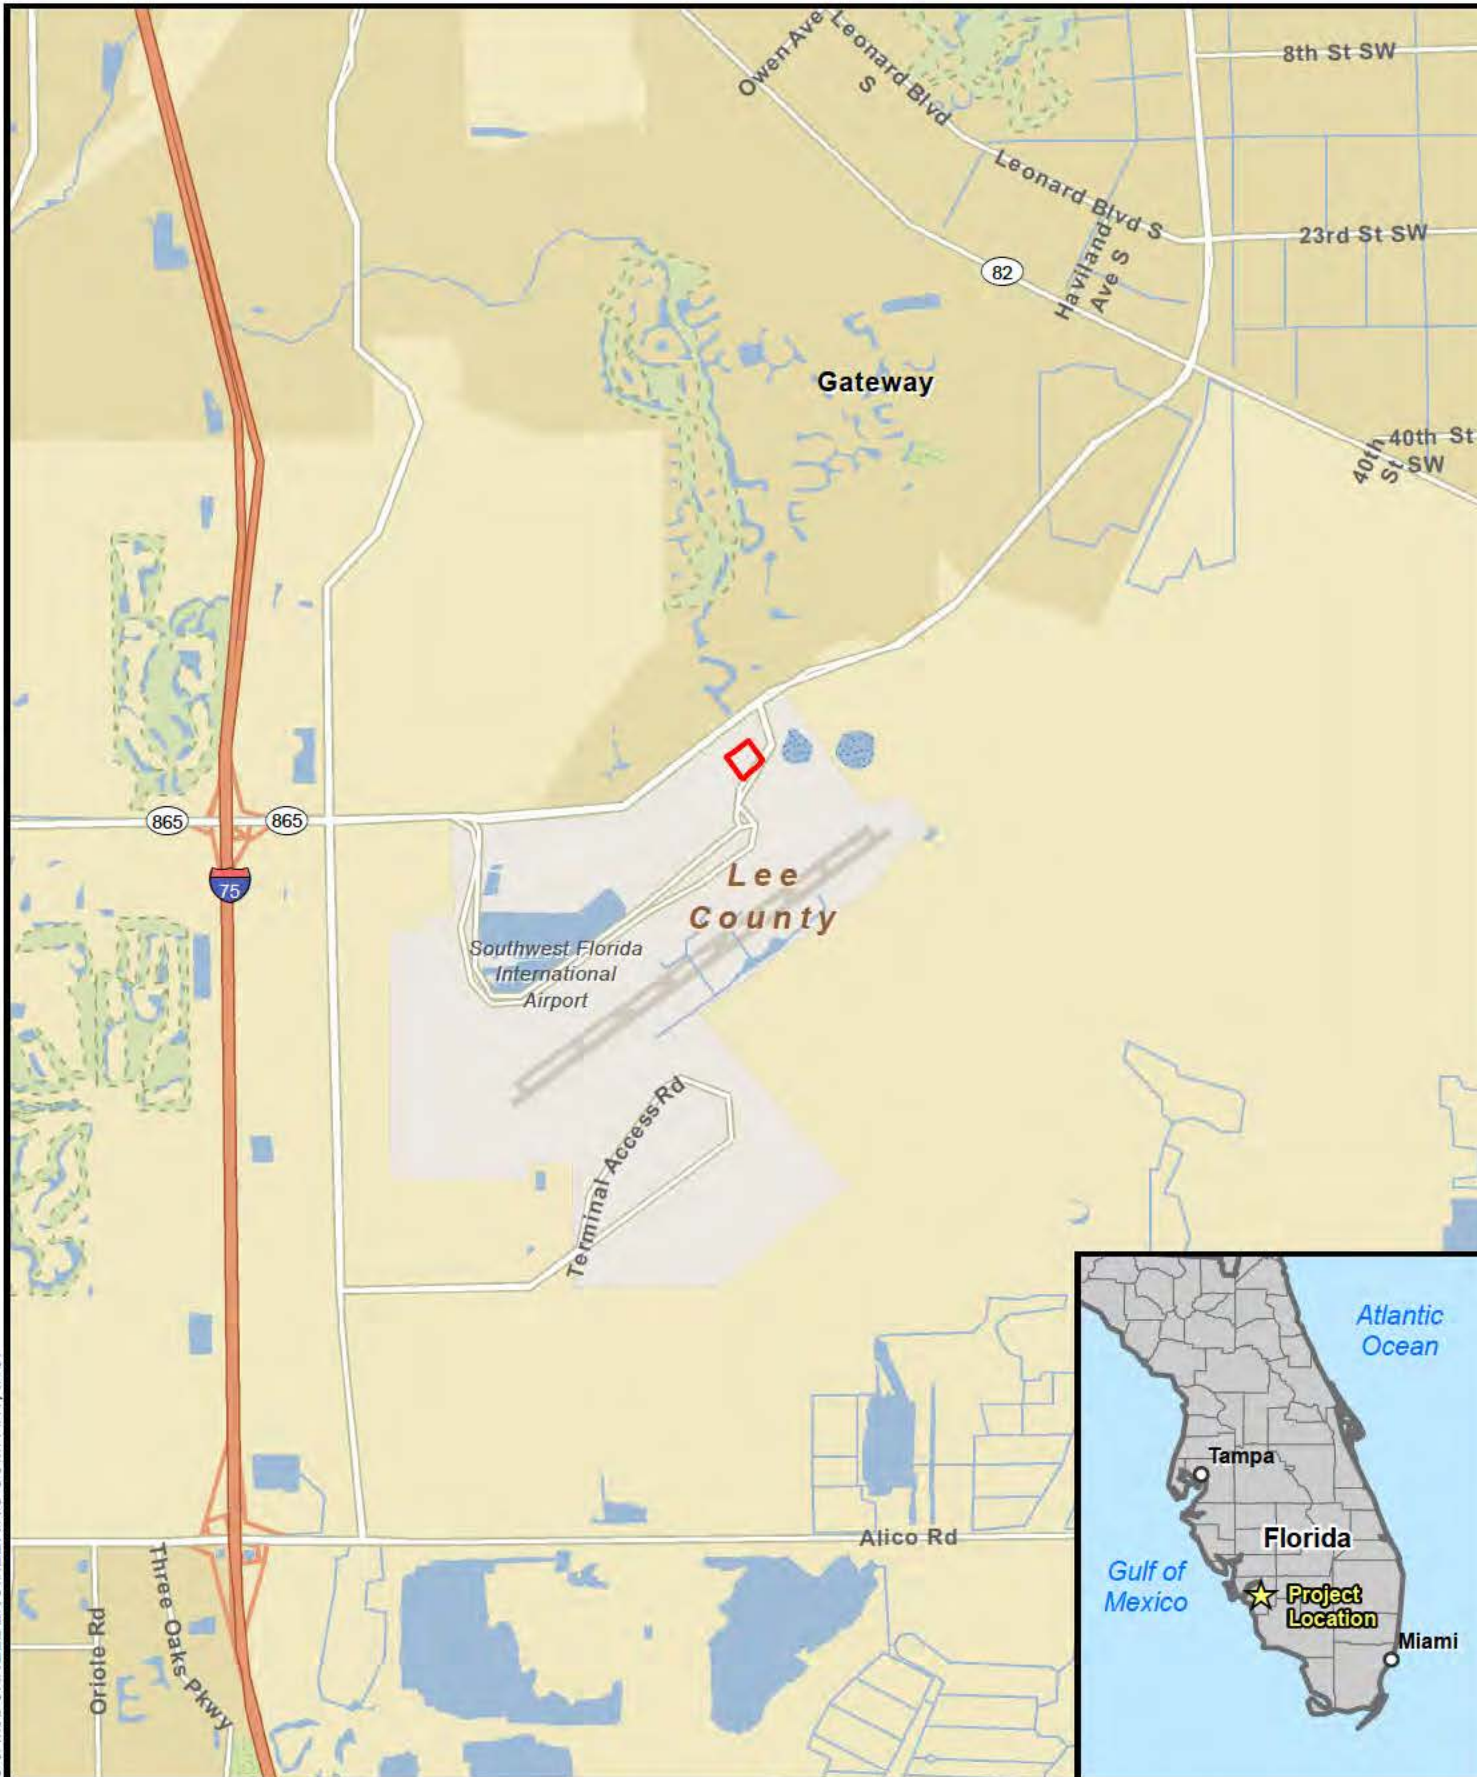 Owen Ave
Leonard Blvd
S
8th St SW
Leonard Blvd S
23rd St SW
Haviland
Ave S
82
Gateway
40th St
SW
40th
St
865
865
75
Lee
County
Southwest Florida
International
Airport
Terminal Access Rd
Alico Rd
Three Oaks Pkwy
Oriole Rd
Atlantic
Ocean
Tampa
Florida
Gulf of
Mexico
Project
Location
Miami